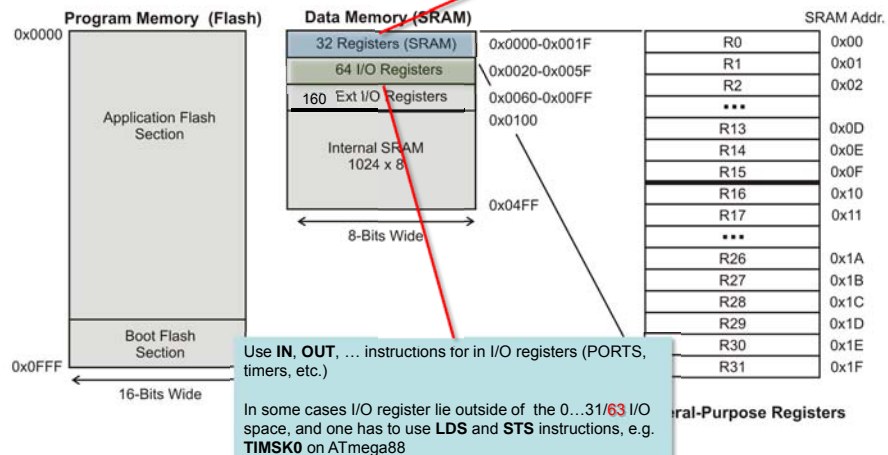 Program Memory (Flash)
0x0000
Application Flash
Section
Boot Flash
Section
0x0FFF
16-Bits Wide
Data Memory (SRAM)
32 Registers (SRAM)
0x0000-0x001F
64 I/O Registers
0x0020-0x005F
160 Ext I/O Registers
0x0060-0x00FF
0x0100
Internal SRAM
1024 x 8
0x04FF
8-Bits Wide
SRAM Addr.
R0 0x00
R1 0x01
R2 0x02
...
R13 0x0D
R14 0x0E
R15 0x0F
R16 0x10
R17 0x11
...
R26 0x1A
R27 0x1B
R28 0x1C
R29 0x1D
R30 0x1E
R31 0x1F
Use IN, OUT, … instructions for in I/O registers (PORTS,
timers, etc.)
In some cases I/O register lie outside of the 0…31/63 I/O
space, and one has to use LDS and STS instructions, e.g.
TIMSK0 on ATmega88
eral-Purpose Registers